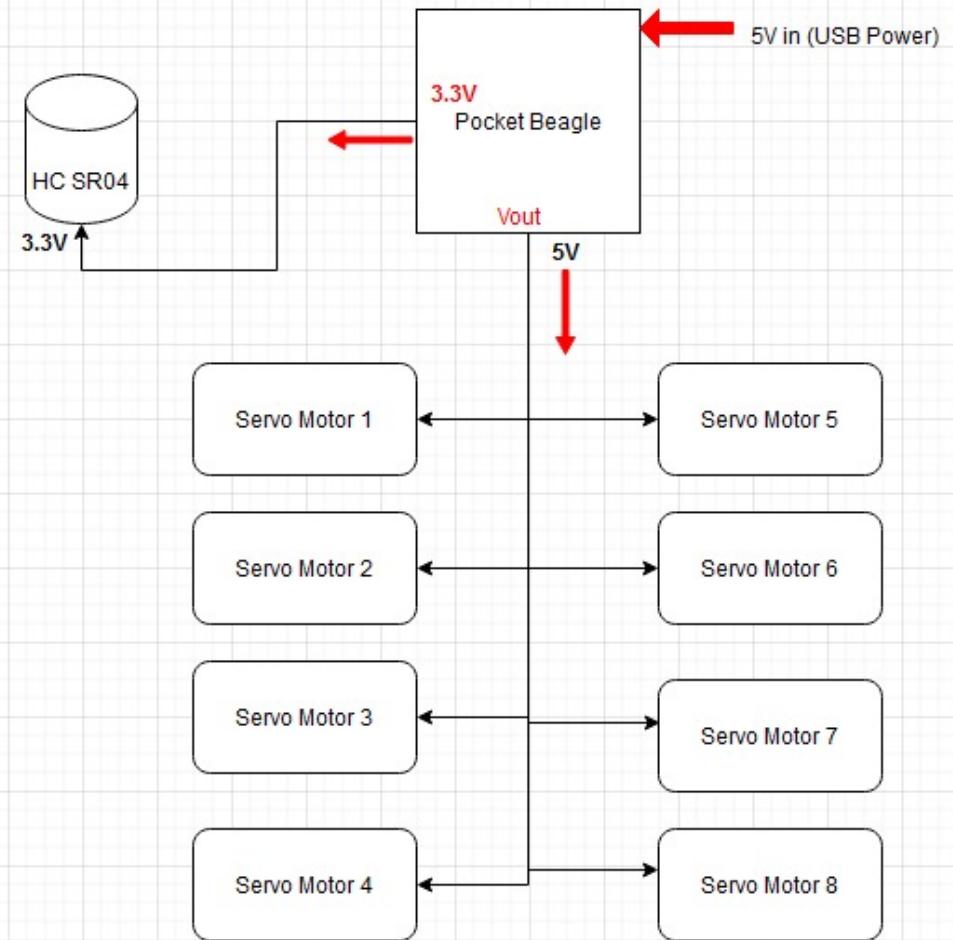 5V in (USB Power)
3.3V
Pocket Beagle
HC SR04
Vout
3.3V
5V
Servo Motor 1
Servo Motor 5
Servo Motor 2
Servo Motor 6
Servo Motor 3
Servo Motor 7
Servo Motor 4
Servo Motor 8